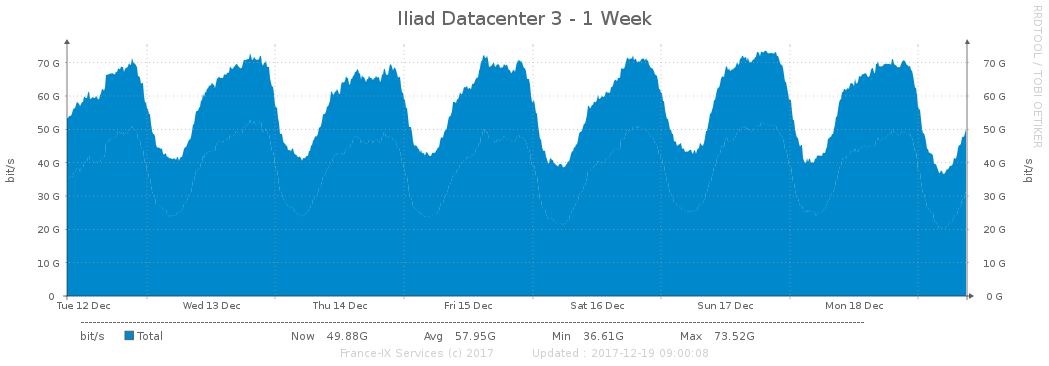 Iliad Datacenter 3 - 1 Week
RRDTOOL / TOBI OETIKER
bit/s
70 G
60 G
50 G
40 G
30 G
20 G
10 G
0
70 G
60 G
50 G
40 G
30 G
20 G
10 G
0 G
bit/s
Tue 12 Dec Wed 13 Dec Thu 14 Dec Fri 15 Dec Sat 16 Dec Sun 17 Dec Mon 18 Dec
bit/s Total Now 49.88G Avg 57.95G Min 36.61G Max 73.52G
France-IX Services (c) 2017 Updated : 2017-12-19 09:00:08